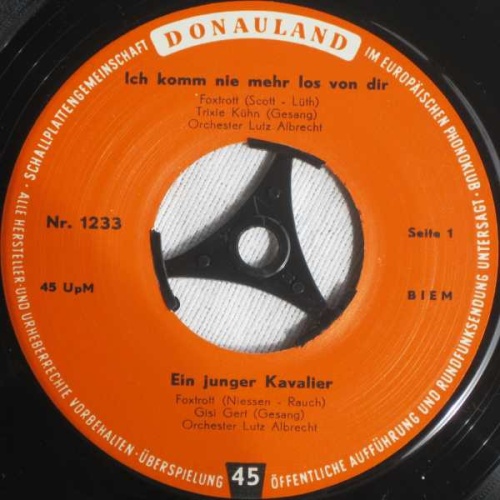 DONAULAND
SCHALLPLATTENGEMEINSCHAFT
IM EUROPÄISCHEN PHONOKLUB
Ich komm nie mehr los von dir
Foxtrott (Scott - Lüth)
Trixie Kühn (Gesang)
Orchester Lutz Albrecht
Nr. 1233
Seite 1
45 UpM
BIEM
Ein junger Kavalier
Foxtrott (Niessen - Rauch)
Gisi Gert (Gesang)
Orchester Lutz Albrecht
· ALLE HERSTELLER- UND URHEBERRECHTE VORBEHALTEN · ÜBERSPIELUNG 45 ÖFFENTLICHE AUFFÜHRUNG UND RUNDFUNKSENDUNG UNTERSAGT ·